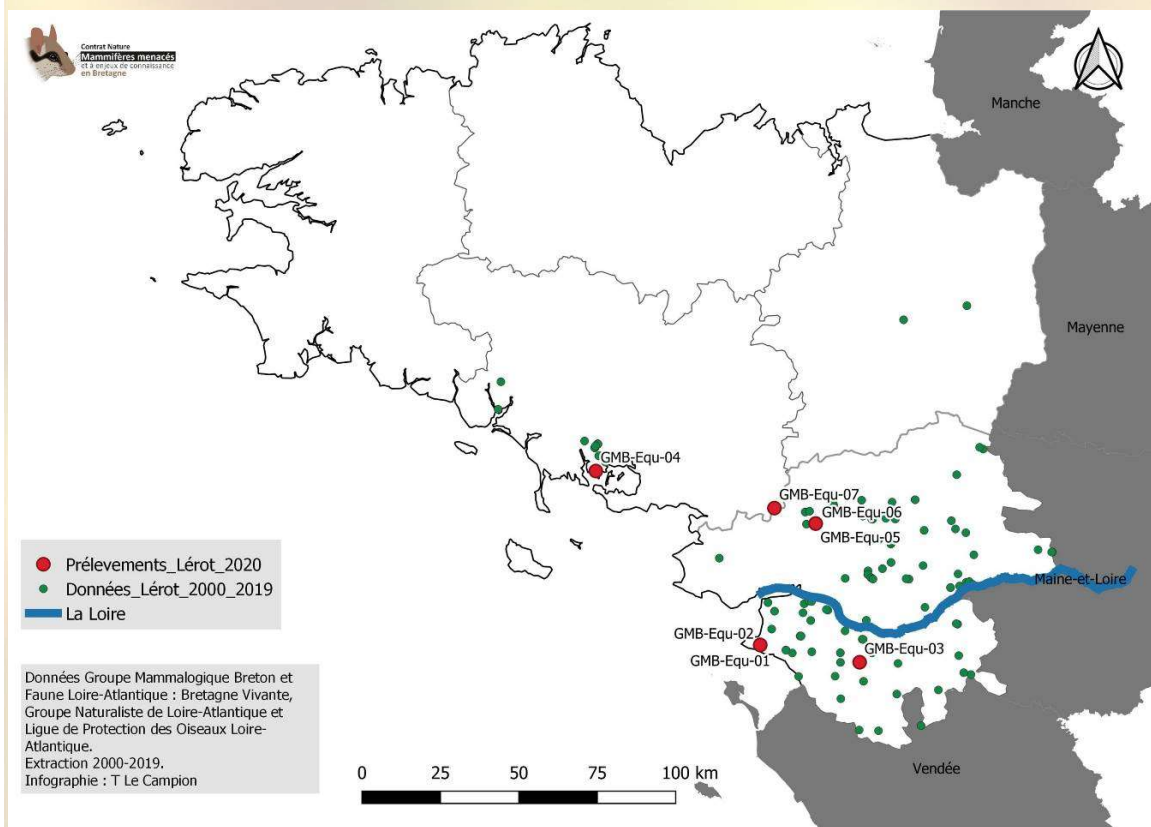 Contrat Nature
Mammifères menacés
et à enjeux de connaissance
en Bretagne
Manche
Mayenne
GMB-Equ-04
GMB-Equ-07
GMB-Equ-06
GMB-Equ-05
Maine-et-Loire
GMB-Equ-02
GMB-Equ-01
GMB-Equ-03
Vendée
Prélevements_Lérot_2020
Données_Lérot_2000_2019
La Loire
Données Groupe Mammalogique Breton et
Faune Loire-Atlantique : Bretagne Vivante,
Groupe Naturaliste de Loire-Atlantique et
Ligue de Protection des Oiseaux Loire-
Atlantique.
Extraction 2000-2019.
Infographie : T Le Campion
0 25 50 75 100 km